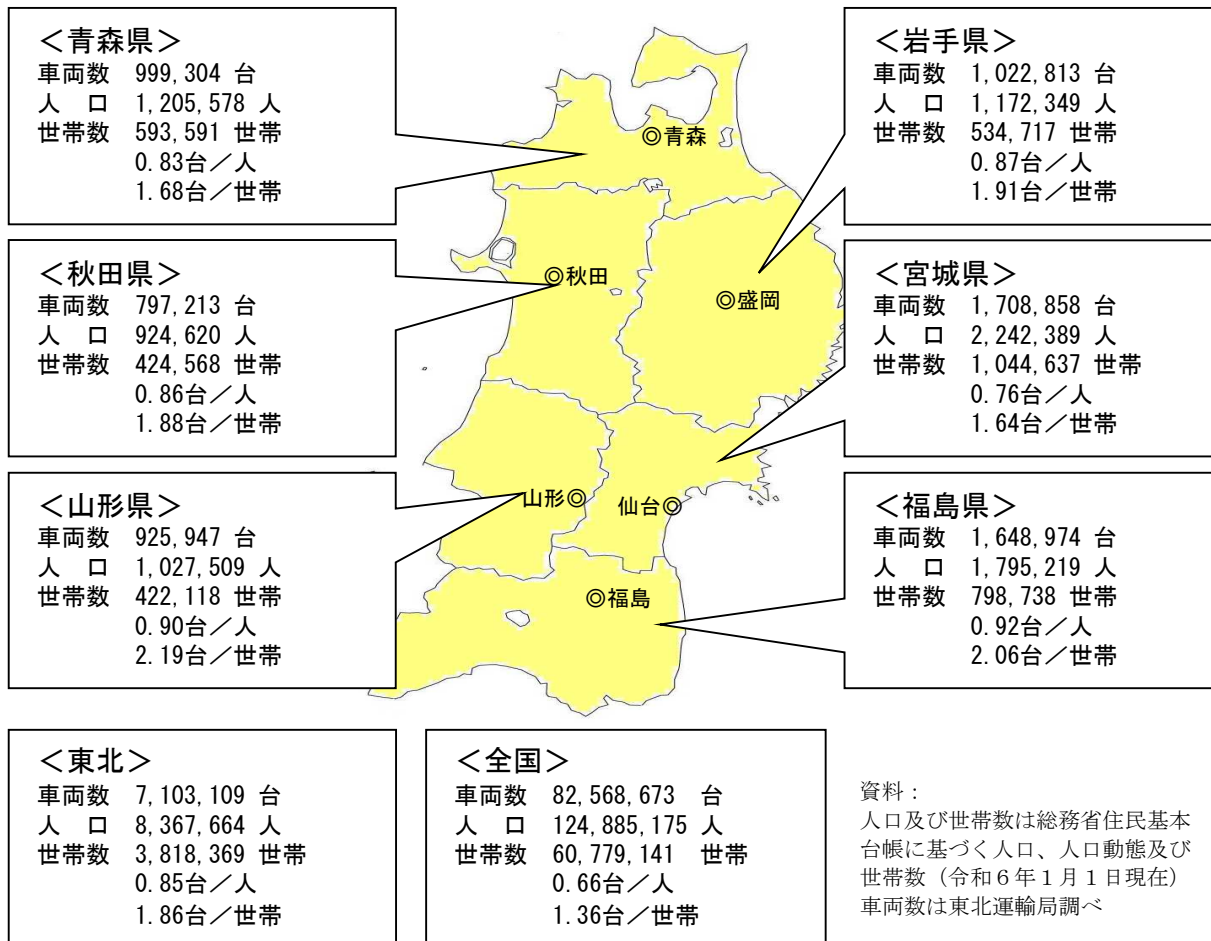 ＜青森県＞
車両数 999,304 台
人 口 1,205,578 人
世帯数 593,591 世帯
0.83台／人
1.68台／世帯
＜岩手県＞
車両数 1,022,813 台
人 口 1,172,349 人
世帯数 534,717 世帯
0.87台／人
1.91台／世帯
◎青森
＜秋田県＞
車両数 797,213 台
人 口 924,620 人
世帯数 424,568 世帯
0.86台／人
1.88台／世帯
◎秋田
◎盛岡
＜宮城県＞
車両数 1,708,858 台
人 口 2,242,389 人
世帯数 1,044,637 世帯
0.76台／人
1.64台／世帯
＜山形県＞
車両数 925,947 台
人 口 1,027,509 人
世帯数 422,118 世帯
0.90台／人
2.19台／世帯
山形◎
仙台◎
＜福島県＞
車両数 1,648,974 台
人 口 1,795,219 人
世帯数 798,738 世帯
0.92台／人
2.06台／世帯
◎福島
＜東北＞
車両数 7,103,109 台
人 口 8,367,664 人
世帯数 3,818,369 世帯
0.85台／人
1.86台／世帯
＜全国＞
車両数 82,568,673 台
人 口 124,885,175 人
世帯数 60,779,141 世帯
0.66台／人
1.36台／世帯
資料：
人口及び世帯数は総務省住民基本
台帳に基づく人口、人口動態及び
世帯数（令和６年１月１日現在）
車両数は東北運輸局調べ